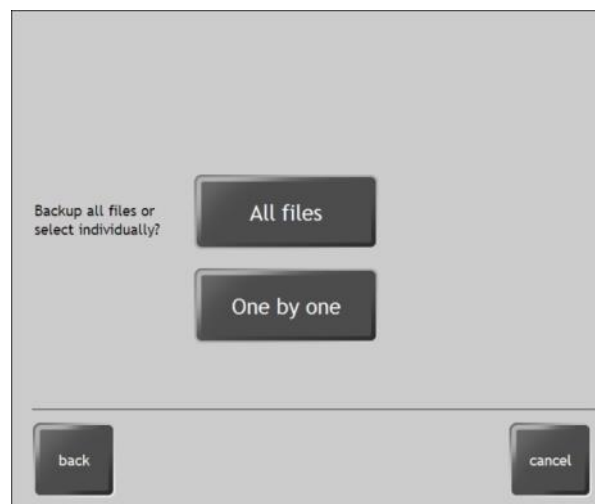 All files
Backup all files or
select individually?
One by one
back
cancel